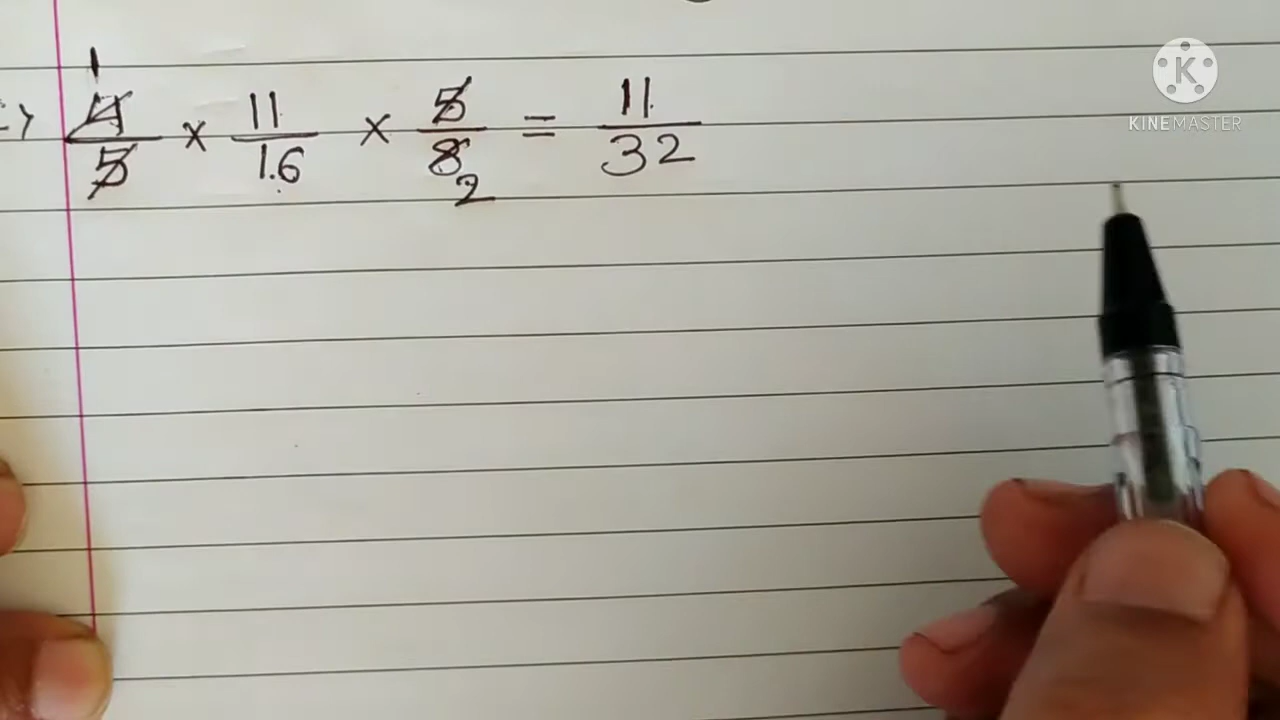 1
4/5 × 11/16 × 5/8 = 11/32
2
K
KINEMASTER